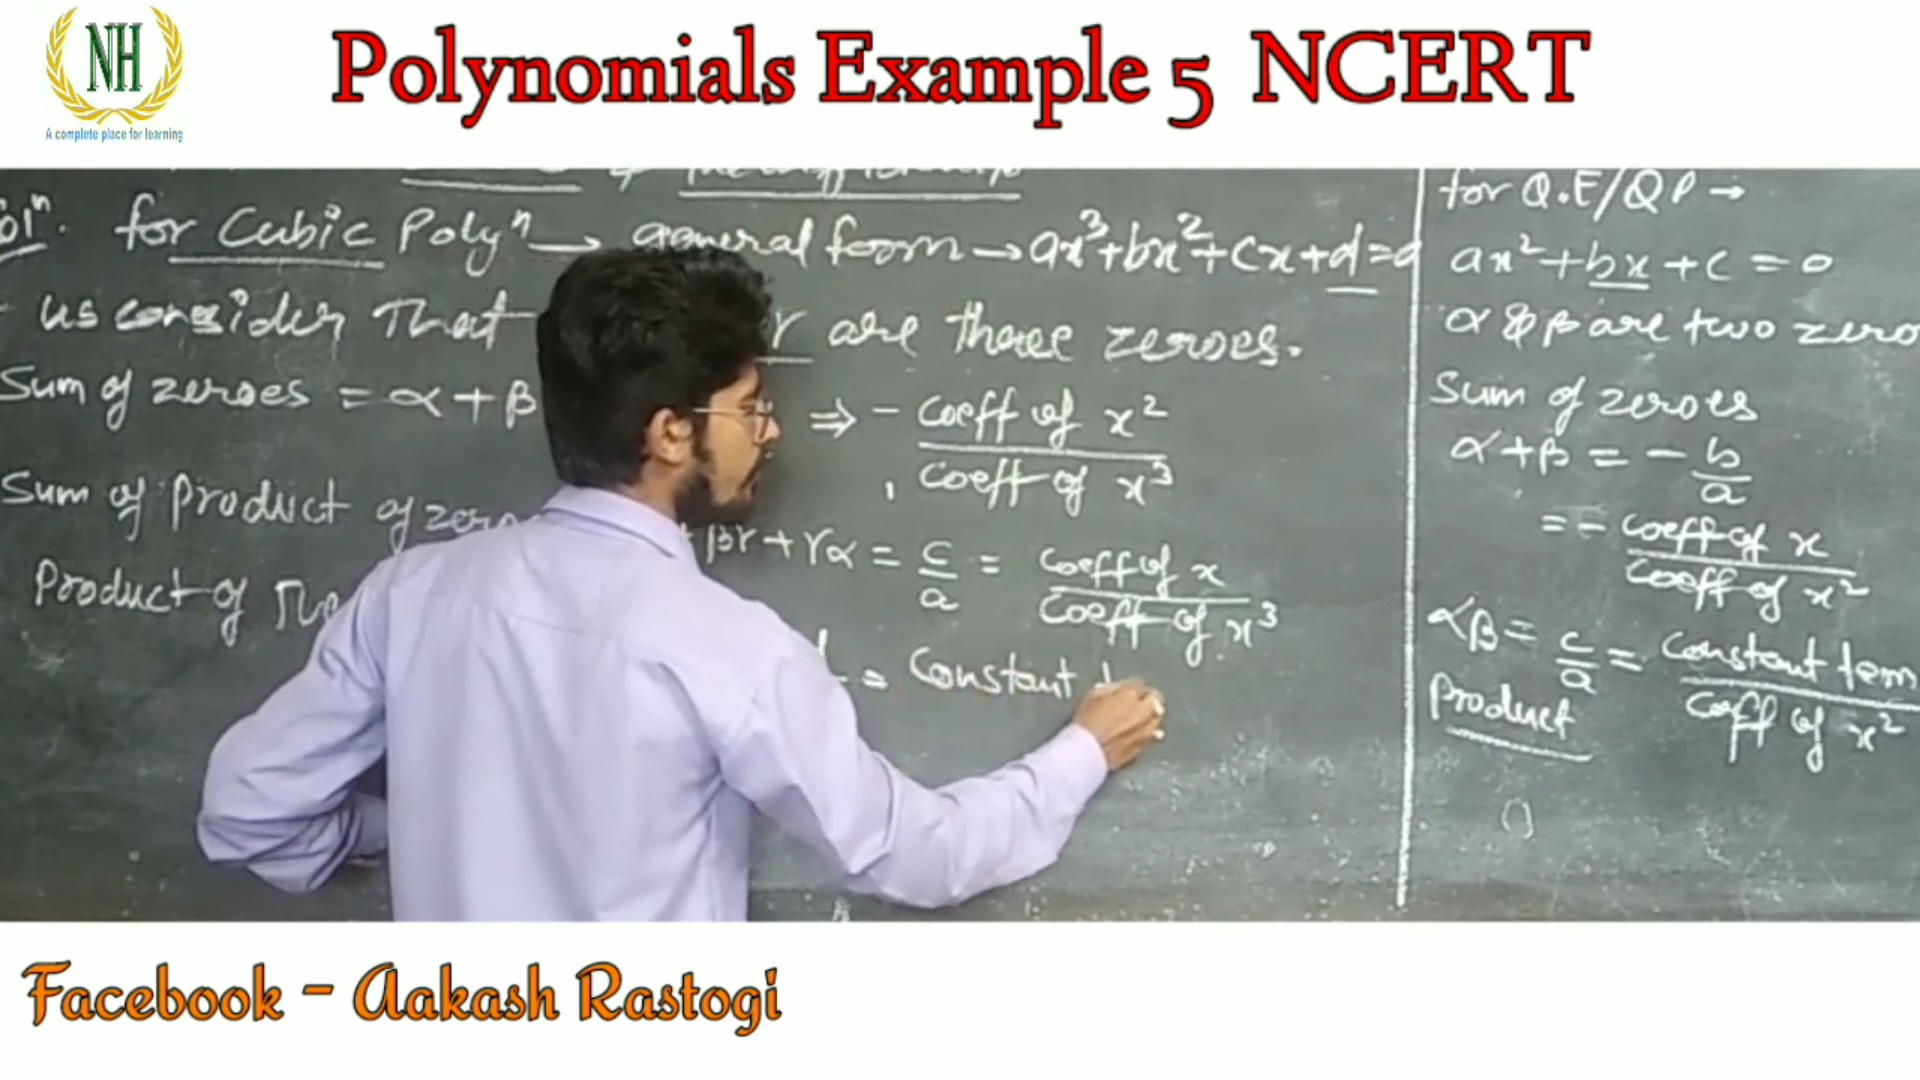 NH
A complete place for learning
Polynomials Example 5 NCERT
for Cubic Polyⁿ → general form → ax³+bx²+cx+d=0
us consider that γ are three zeroes.
Sum of zeroes = α + β ⇒ - coeff of x²
coeff of x³
Sum of product of zero βγ + γα = c/a = coeff of x
coeff of x³
Product of = Constant
for Q.E/QP →
ax² + bx + c = 0
α & β are two zero
Sum of zeroes
α + β = - b/a
= - coeff of x
coeff of x²
αβ = c/a = Constant term
Product coeff of x²
Facebook - Aakash Rastogi